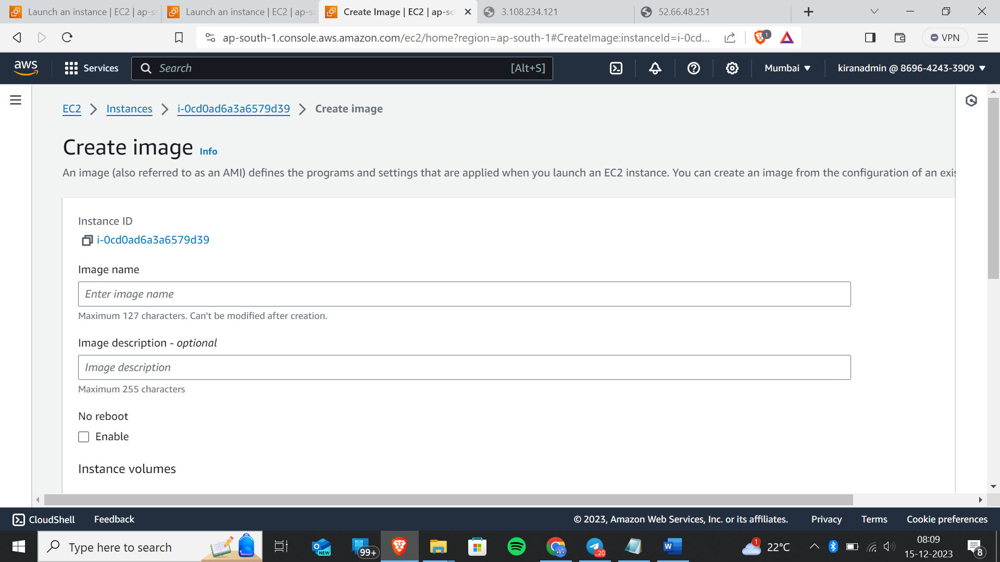 Launch an instance | EC2 | ap-so
Launch an instance | EC2 | ap-so
Create Image | EC2 | ap-so
3.108.234.121
52.66.48.251
ap-south-1.console.aws.amazon.com/ec2/home?region=ap-south-1#CreateImage:instanceId=i-0cd...
1
VPN
aws
Services
Search
[Alt+S]
Mumbai
kiranadmin @ 8696-4243-3909
EC2
Instances
i-0cd0ad6a3a6579d39
Create image
Create image Info
An image (also referred to as an AMI) defines the programs and settings that are applied when you launch an EC2 instance. You can create an image from the configuration of an exis
Instance ID
i-0cd0ad6a3a6579d39
Image name
Enter image name
Maximum 127 characters. Can't be modified after creation.
Image description - optional
Image description
Maximum 255 characters
No reboot
Enable
Instance volumes
CloudShell
Feedback
© 2023, Amazon Web Services, Inc. or its affiliates.
Privacy
Terms
Cookie preferences
Type here to search
O
NEW
99+
..20
W
1
22°C
08:09
15-12-2023
8